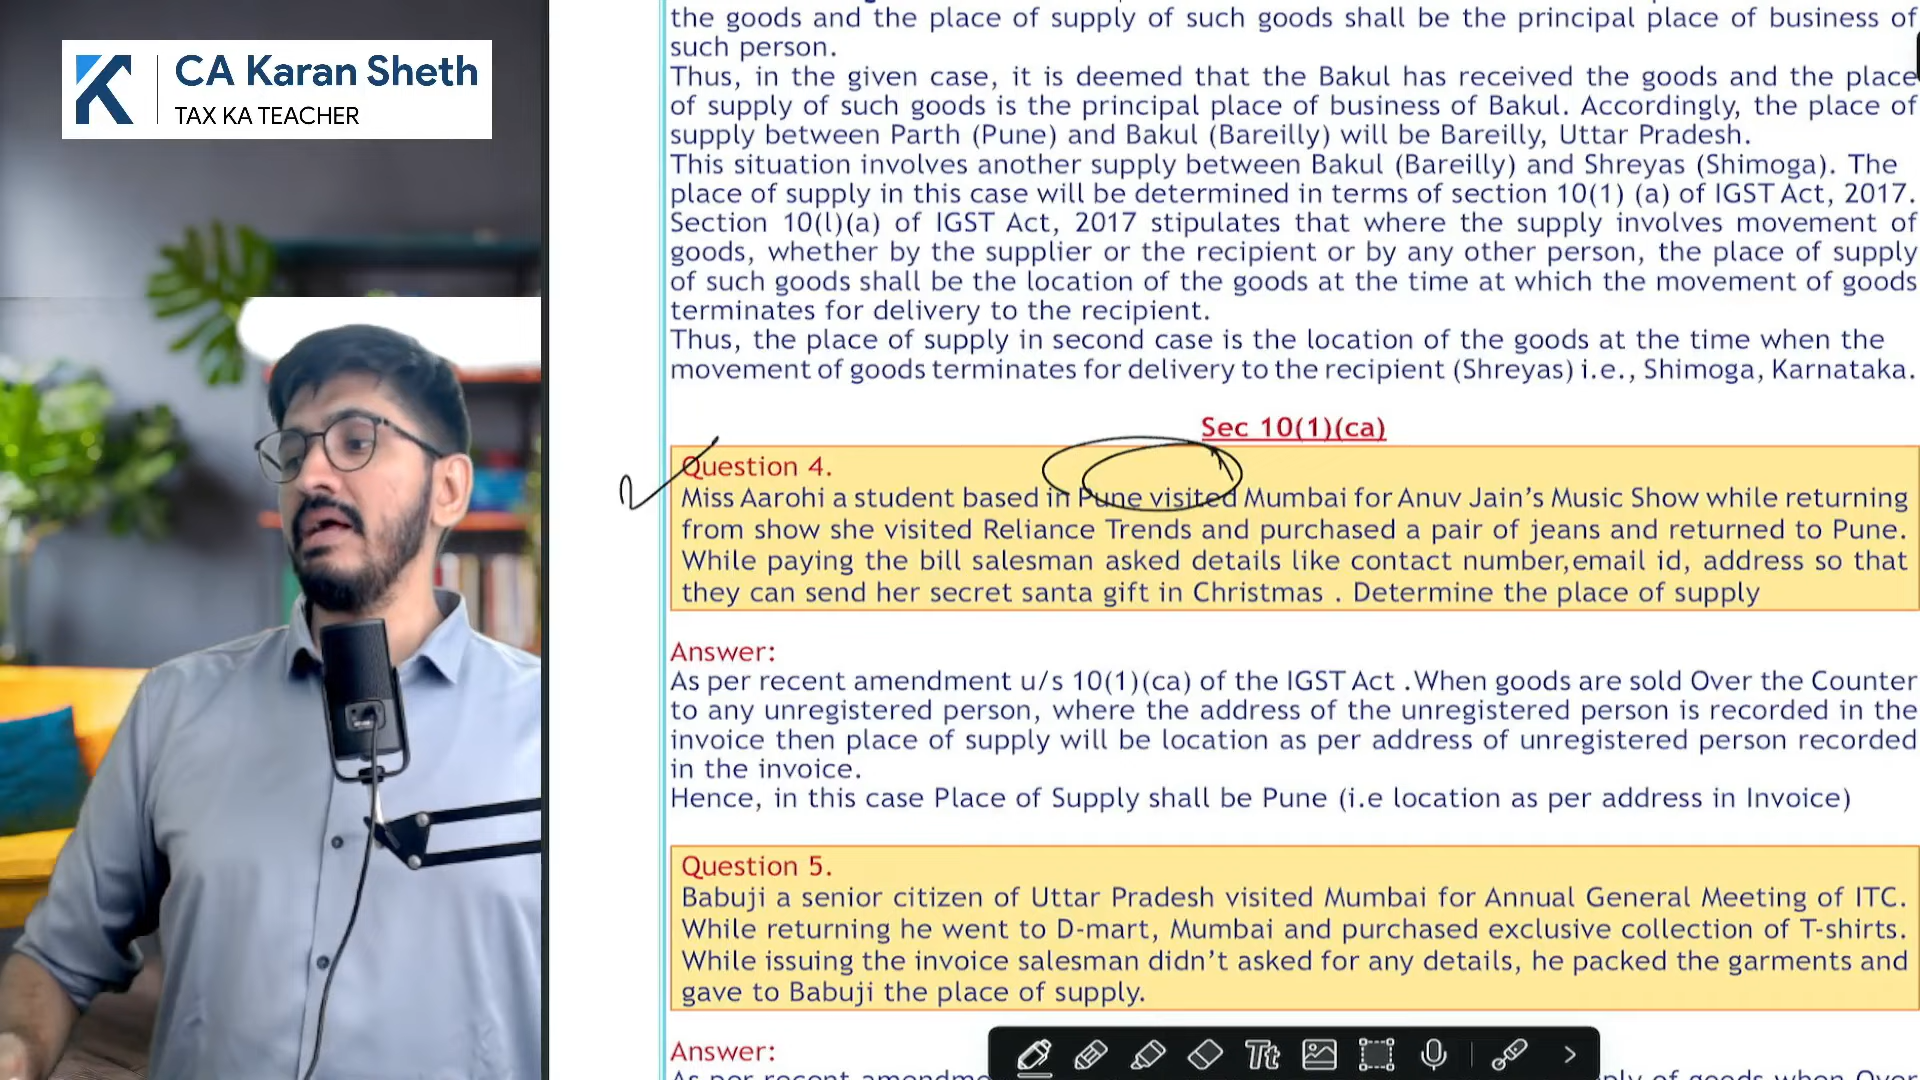 CA Karan Sheth
TAX KA TEACHER
the goods and the place of supply of such goods shall be the principal place of business of
such person.
Thus, in the given case, it is deemed that the Bakul has received the goods and the place
of supply of such goods is the principal place of business of Bakul. Accordingly, the place of
supply between Parth (Pune) and Bakul (Bareilly) will be Bareilly, Uttar Pradesh.
This situation involves another supply between Bakul (Bareilly) and Shreyas (Shimoga). The
place of supply in this case will be determined in terms of section 10(1) (a) of IGST Act, 2017.
Section 10(l)(a) of IGST Act, 2017 stipulates that where the supply involves movement of
goods, whether by the supplier or the recipient or by any other person, the place of supply
of such goods shall be the location of the goods at the time at which the movement of goods
terminates for delivery to the recipient.
Thus, the place of supply in second case is the location of the goods at the time when the
movement of goods terminates for delivery to the recipient (Shreyas) i.e., Shimoga, Karnataka.
Sec 10(1)(ca)
Question 4.
Miss Aarohi a student based in Pune visited Mumbai for Anuv Jain's Music Show while returning
from show she visited Reliance Trends and purchased a pair of jeans and returned to Pune.
While paying the bill salesman asked details like contact number,email id, address so that
they can send her secret santa gift in Christmas . Determine the place of supply
Answer:
As per recent amendment u/s 10(1)(ca) of the IGST Act .When goods are sold Over the Counter
to any unregistered person, where the address of the unregistered person is recorded in the
invoice then place of supply will be location as per address of unregistered person recorded
in the invoice.
Hence, in this case Place of Supply shall be Pune (i.e location as per address in Invoice)
Question 5.
Babuji a senior citizen of Uttar Pradesh visited Mumbai for Annual General Meeting of ITC.
While returning he went to D-mart, Mumbai and purchased exclusive collection of T-shirts.
While issuing the invoice salesman didn't asked for any details, he packed the garments and
gave to Babuji the place of supply.
Answer:
Tt